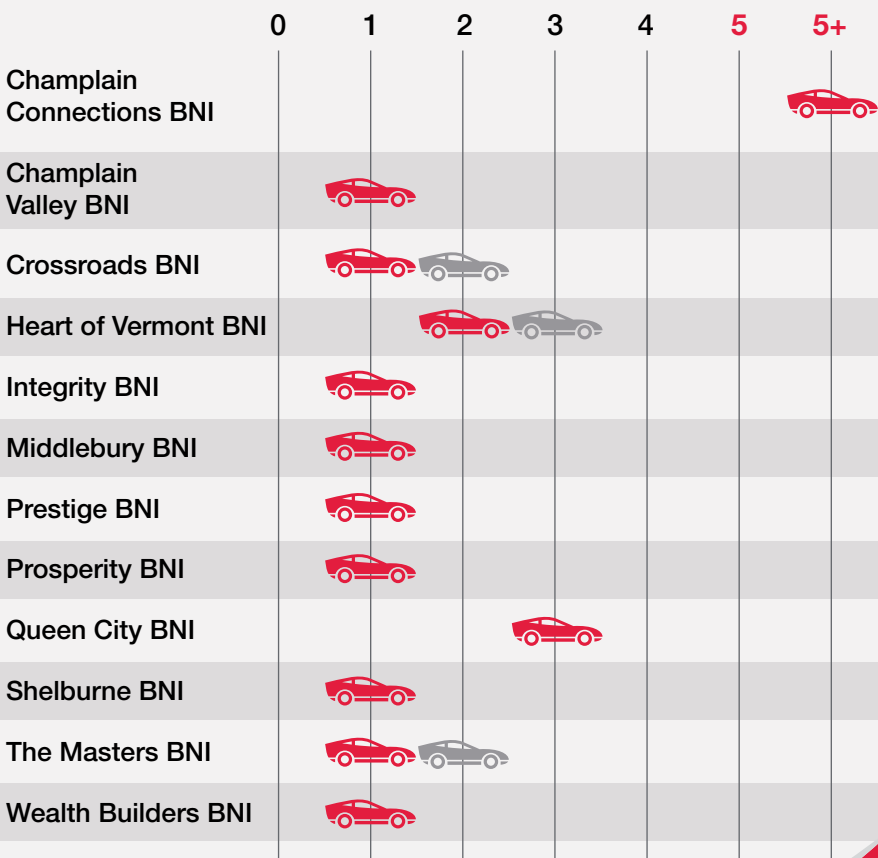 0 1 2 3 4 5 5+
Champlain
Connections BNI
Champlain
Valley BNI
Crossroads BNI
Heart of Vermont BNI
Integrity BNI
Middlebury BNI
Prestige BNI
Prosperity BNI
Queen City BNI
Shelburne BNI
The Masters BNI
Wealth Builders BNI